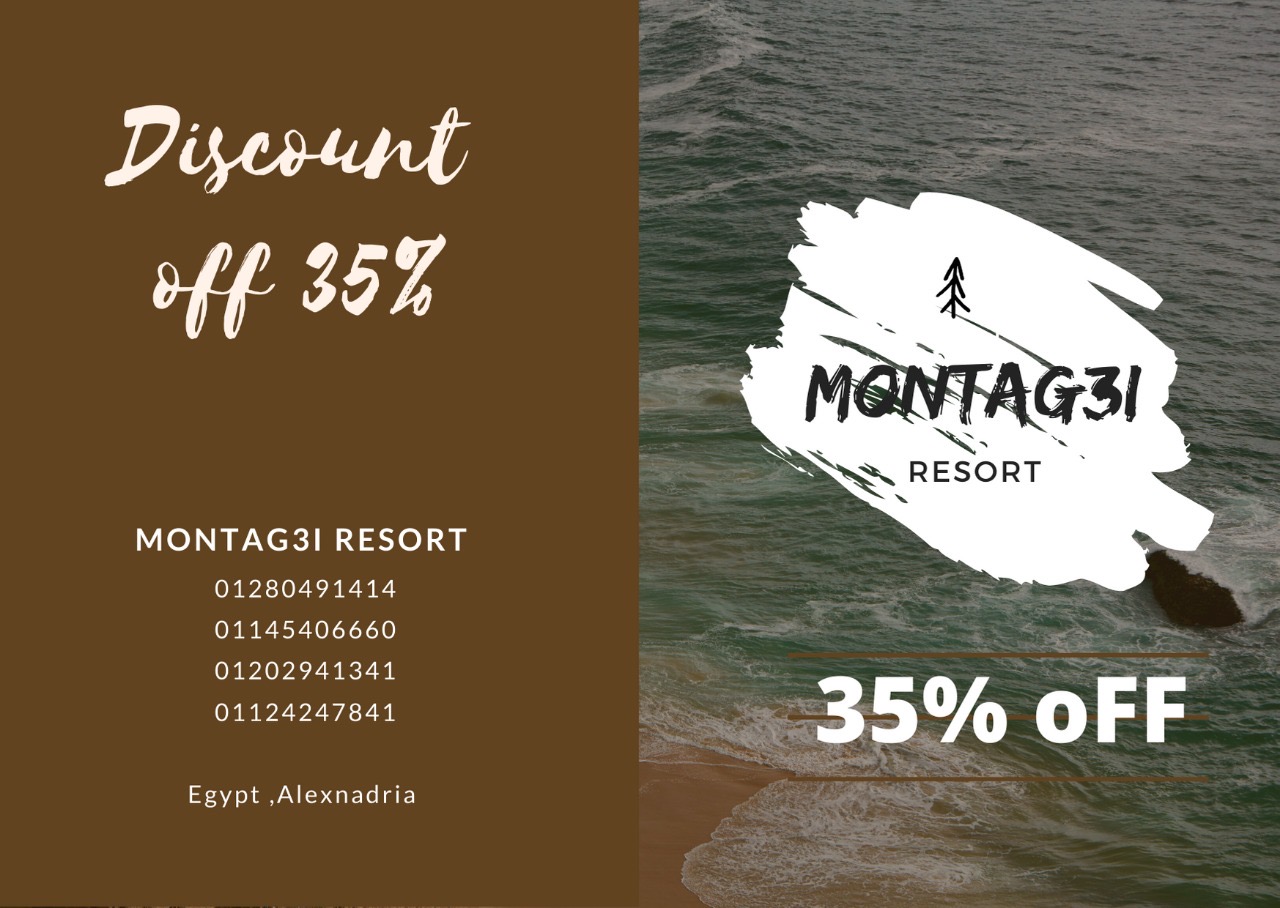 Discount
off 35%
MONTAG3I RESORT
01280491414
01145406660
01202941341
01124247841
Egypt ,Alexnadria
MONTAG3I
RESORT
35% oFF